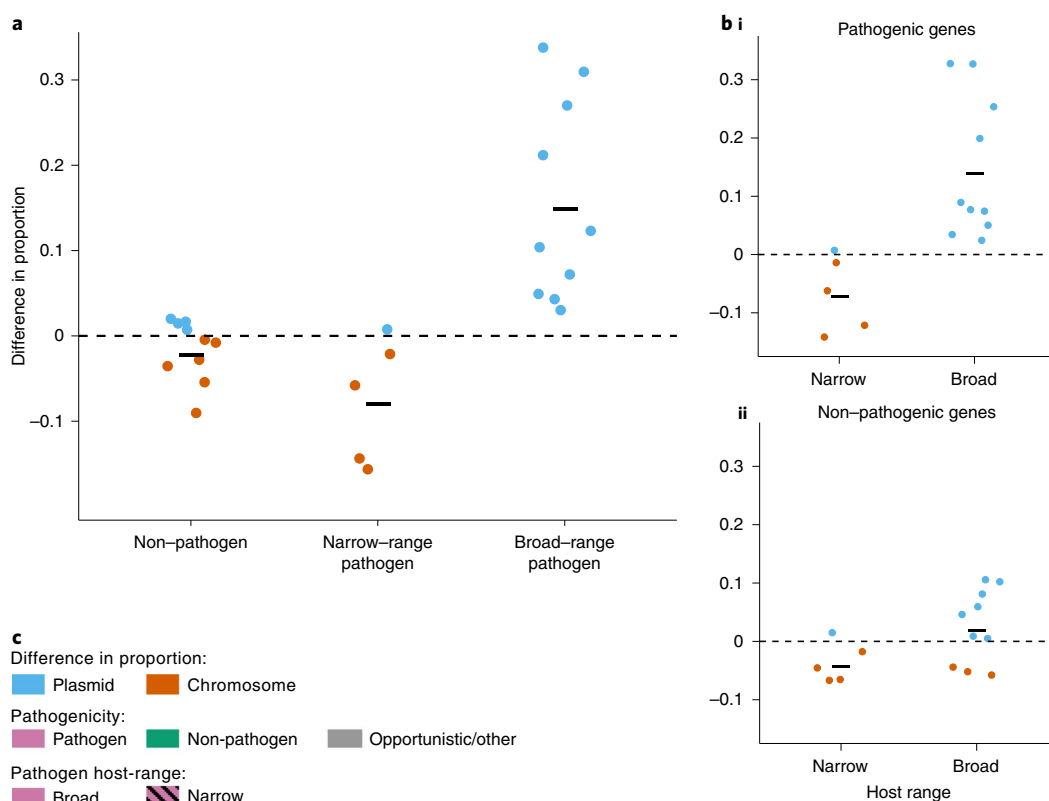 a
Difference in proportion
0.3
0.2
0.1
0
–0.1
Non–pathogen
Narrow–range
pathogen
Broad–range
pathogen
b i
Pathogenic genes
0.3
0.2
0.1
0
–0.1
Narrow
Broad
ii
Non–pathogenic genes
0.3
0.2
0.1
0
–0.1
Narrow
Broad
Host range
c
Difference in proportion:
Plasmid Chromosome
Pathogenicity:
Pathogen Non-pathogen Opportunistic/other
Pathogen host-range:
Broad Narrow